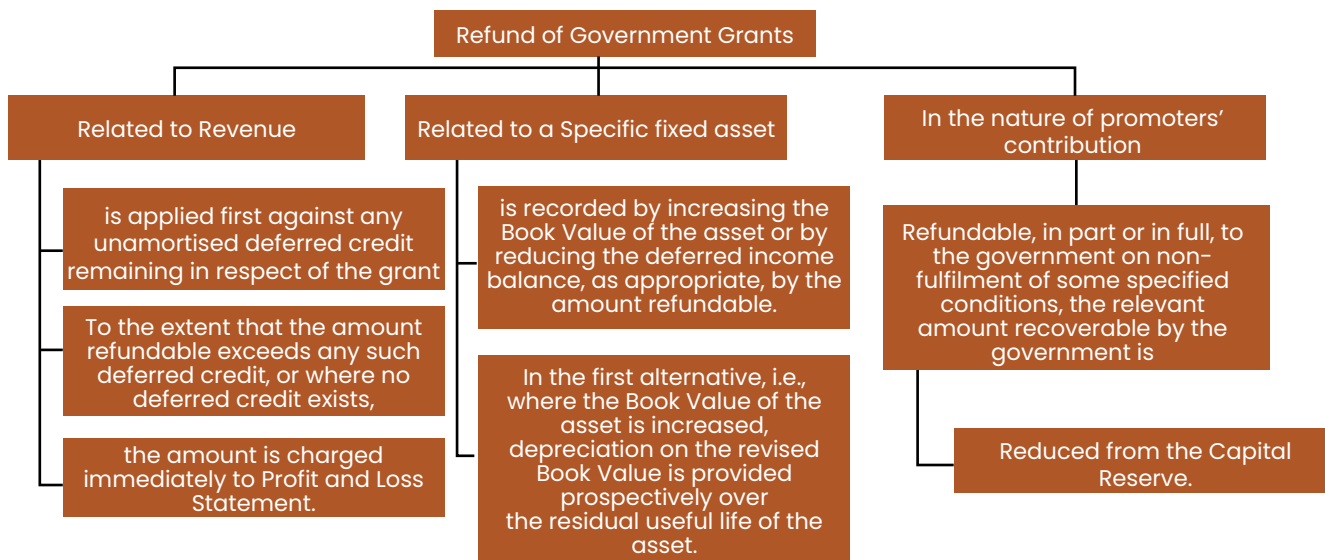 Refund of Government Grants
Related to Revenue
is applied first against any
unamortised deferred credit
remaining in respect of the grant
To the extent that the amount
refundable exceeds any such
deferred credit, or where no
deferred credit exists,
the amount is charged
immediately to Profit and Loss
Statement.
Related to a Specific fixed asset
is recorded by increasing the
Book Value of the asset or by
reducing the deferred income
balance, as appropriate, by the
amount refundable.
In the first alternative, i.e.,
where the Book Value of the
asset is increased,
depreciation on the revised
Book Value is provided
prospectively over
the residual useful life of the
asset.
In the nature of promoters’
contribution
Refundable, in part or in full, to
the government on non-
fulfilment of some specified
conditions, the relevant
amount recoverable by the
government is
Reduced from the Capital
Reserve.